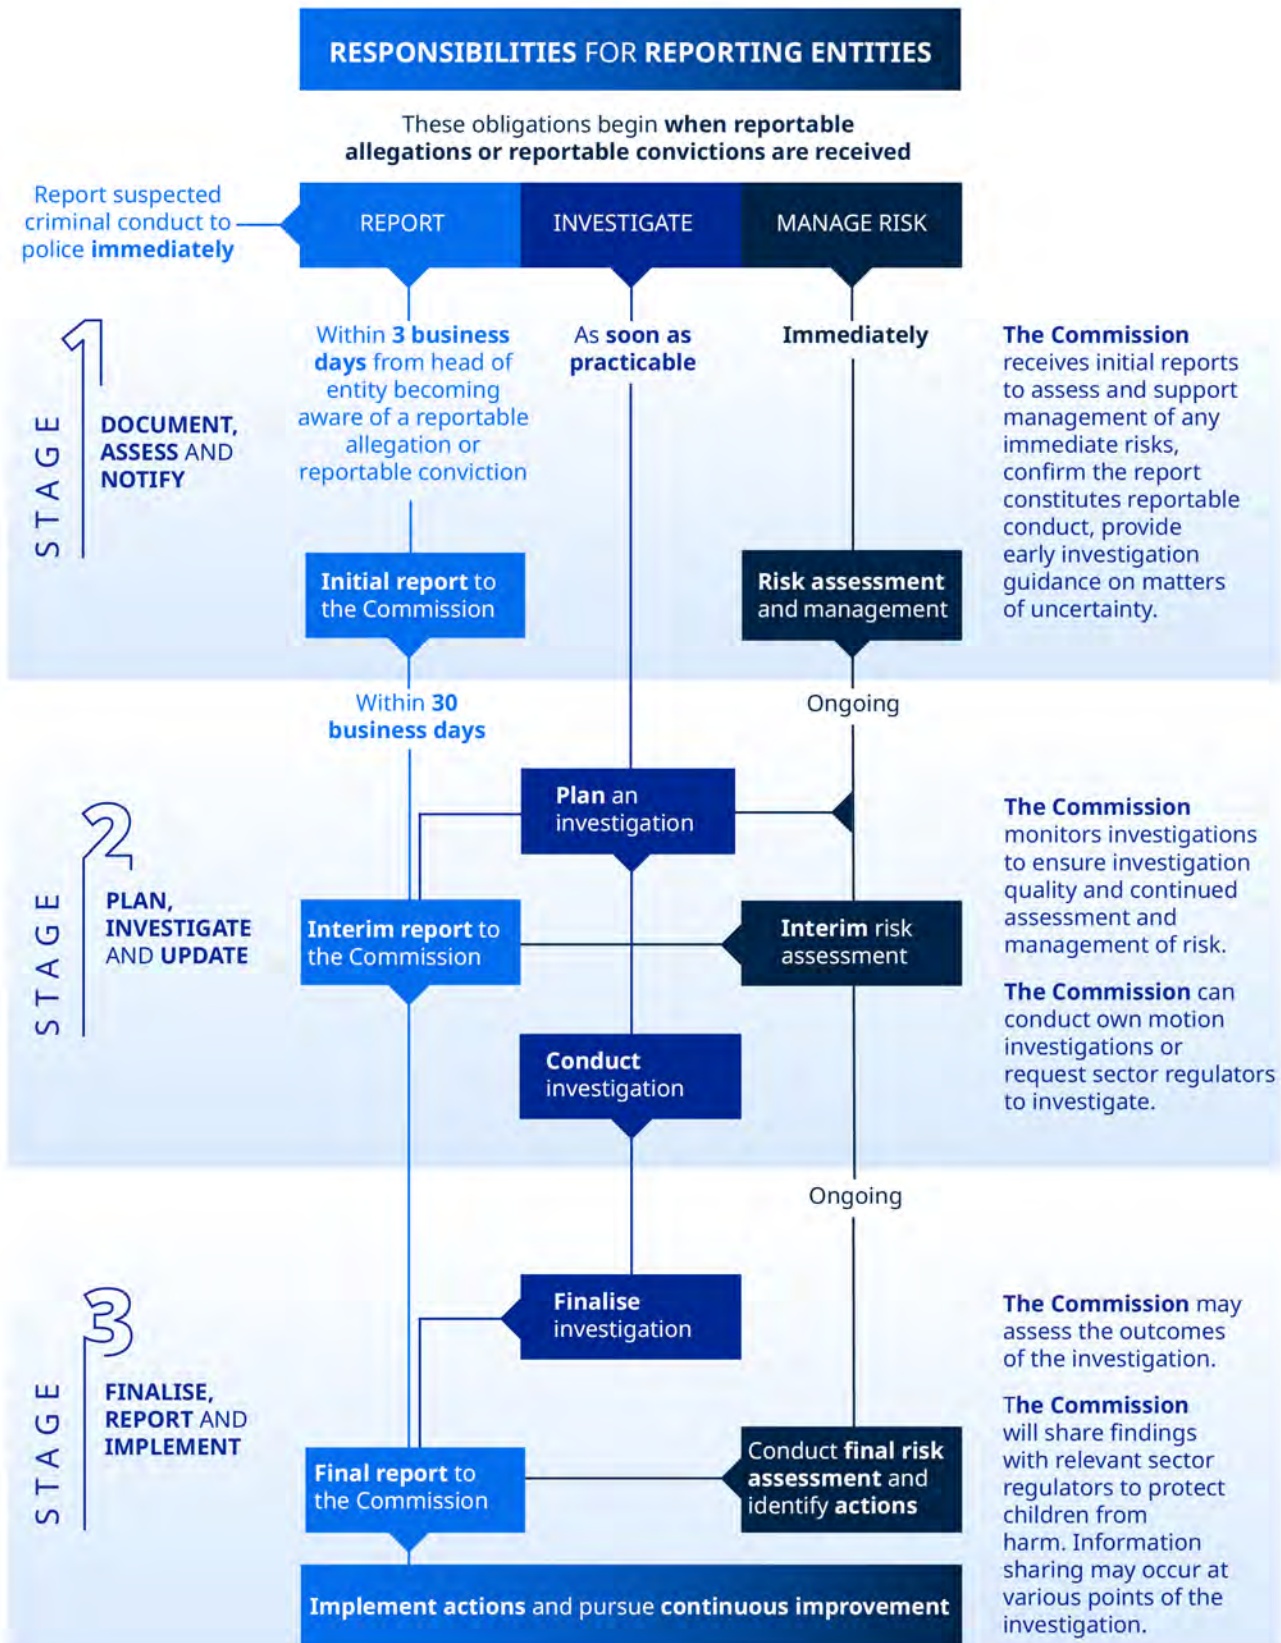 RESPONSIBILITIES FOR REPORTING ENTITIES
These obligations begin when reportable
allegations or reportable convictions are received
Report suspected
criminal conduct to
police immediately
REPORT
INVESTIGATE
MANAGE RISK
STAGE
1
DOCUMENT,
ASSESS AND
NOTIFY
Within 3 business
days from head of
entity becoming
aware of a reportable
allegation or
reportable conviction
As soon as
practicable
Immediately
The Commission
receives initial reports
to assess and support
management of any
immediate risks,
confirm the report
constitutes reportable
conduct, provide
early investigation
guidance on matters
of uncertainty.
Initial report to
the Commission
Risk assessment
and management
Within 30
business days
Ongoing
STAGE
2
PLAN,
INVESTIGATE
AND UPDATE
Plan an
investigation
Interim report to
the Commission
Interim risk
assessment
Conduct
investigation
The Commission
monitors investigations
to ensure investigation
quality and continued
assessment and
management of risk.
The Commission can
conduct own motion
investigations or
request sector regulators
to investigate.
Ongoing
STAGE
3
FINALISE,
REPORT AND
IMPLEMENT
Finalise
investigation
Final report to
the Commission
Conduct final risk
assessment and
identify actions
The Commission may
assess the outcomes
of the investigation.
The Commission
will share findings
with relevant sector
regulators to protect
children from
harm. Information
sharing may occur at
various points of the
investigation.
Implement actions and pursue continuous improvement